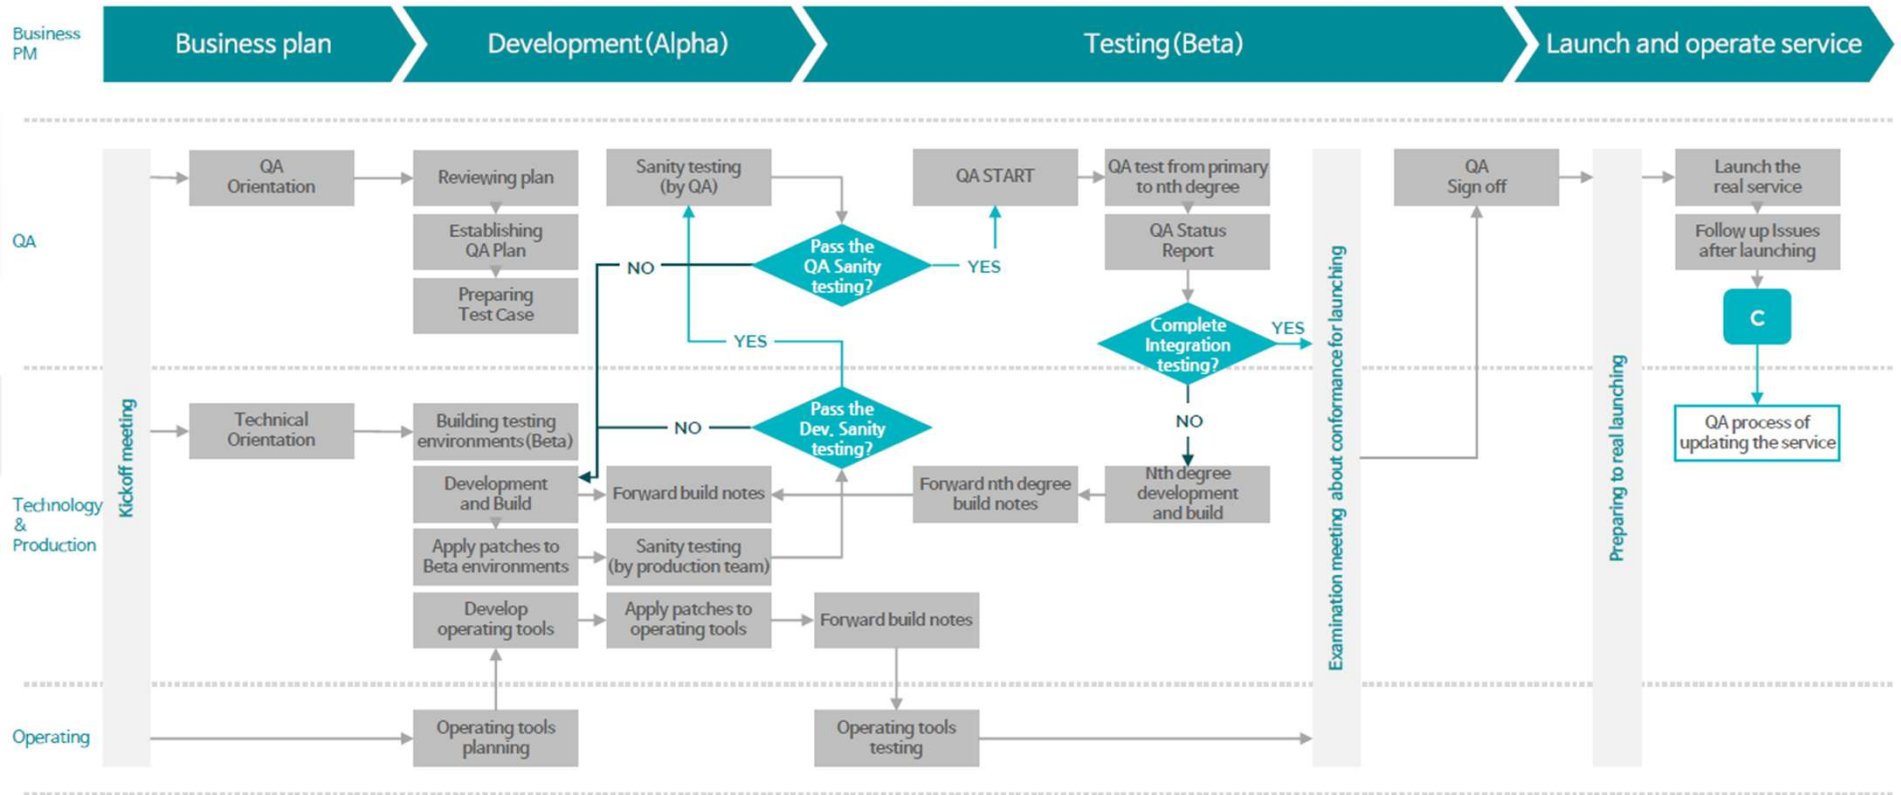 Business
PM
Business plan
Development(Alpha)
Testing(Beta)
Launch and operate service
QA
Kickoff meeting
QA
Orientation
Reviewing plan
Establishing
QA Plan
Preparing
Test Case
Sanity testing
(by QA)
Pass the
QA Sanity
testing?
NO
YES
QA START
QA test from primary
to nth degree
QA Status
Report
Complete
Integration
testing?
YES
NO
Examination meeting about conformance for launching
QA
Sign off
Preparing to real launching
Launch the
real service
Follow up Issues
after launching
C
QA process of
updating the service
Technology
&
Production
Technical
Orientation
Building testing
environments(Beta)
YES
Pass the
Dev. Sanity
testing?
NO
Development
and Build
Forward build notes
Forward nth degree
build notes
Nth degree
development
and build
Apply patches to
Beta environments
Sanity testing
(by production team)
Develop
operating tools
Apply patches to
operating tools
Forward build notes
Operating
Operating tools
planning
Operating tools
testing